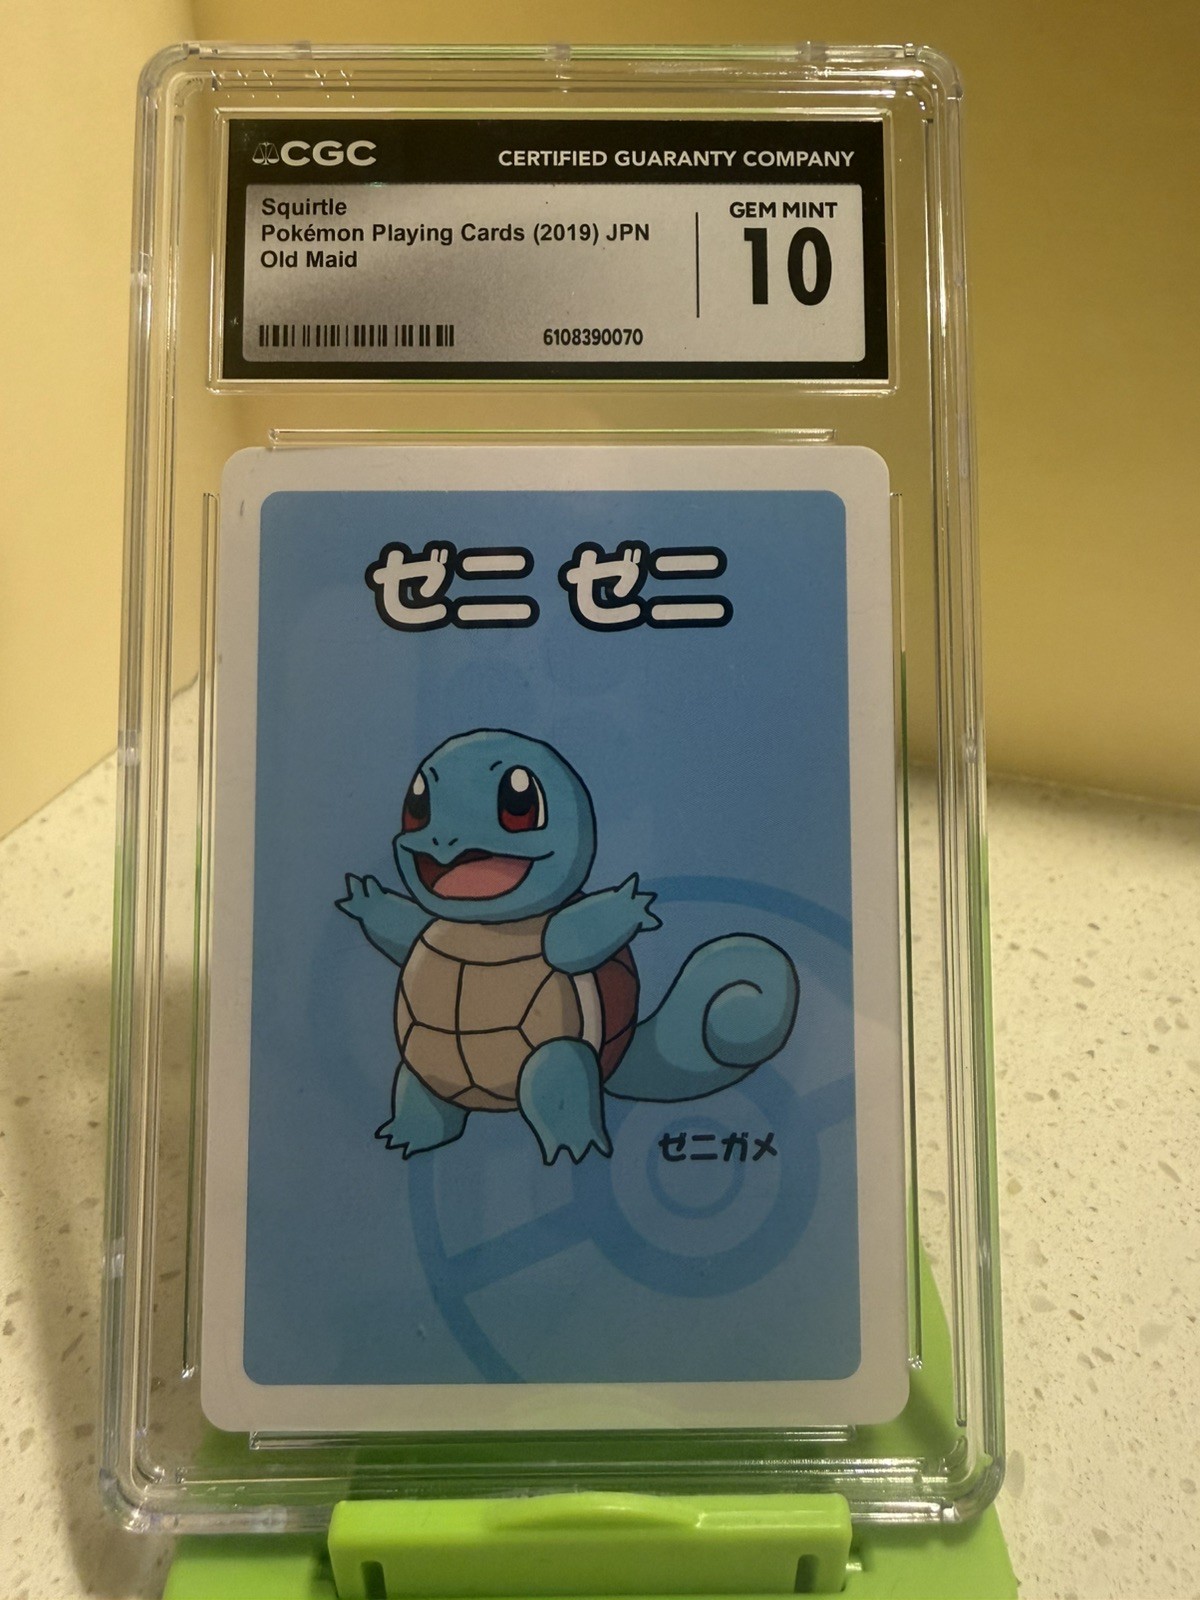 CGC CERTIFIED GUARANTY COMPANY
Squirtle
Pokémon Playing Cards (2019) JPN
Old Maid
GEM MINT
10
6108390070
ゼニ ゼニ
ゼニガメ